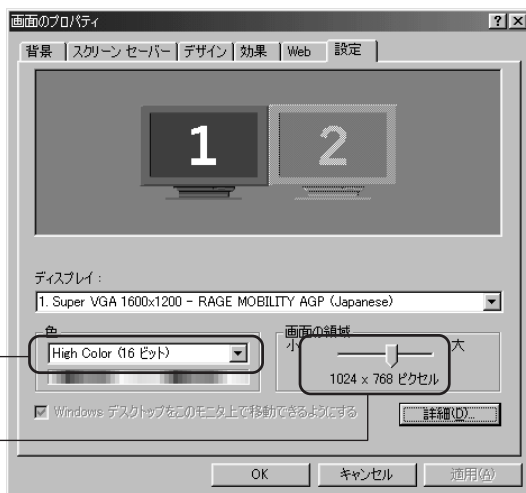 画面のプロパティ
背景 スクリーン セーバー デザイン 効果 Web 設定
1 2
ディスプレイ :
1. Super VGA 1600x1200 - RAGE MOBILITY AGP (Japanese)
色
画面の領域
High Color (16 ビット)
小 大
1024 x 768 ピクセル
Windows デスクトップをこのモニタ上で移動できるようにする
詳細(D)...
OK キャンセル 適用(A)